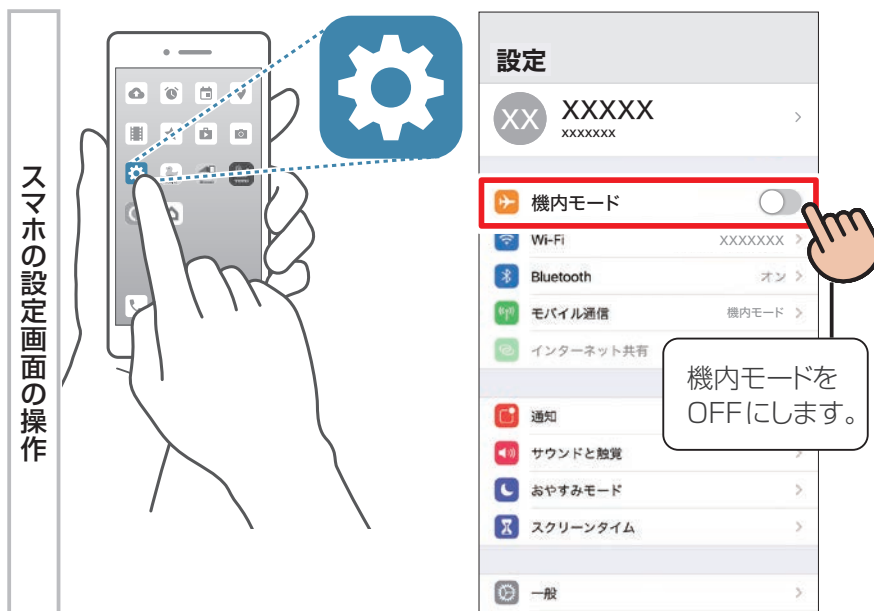 スマホの設定画面の操作
設定
XX
XXXXX
xxxxxxx
機内モード
Wi-Fi
XXXXXXX
Bluetooth
オン
モバイル通信
機内モード
インターネット共有
機内モードを
OFFにします。
通知
サウンドと触覚
おやすみモード
スクリーンタイム
一般